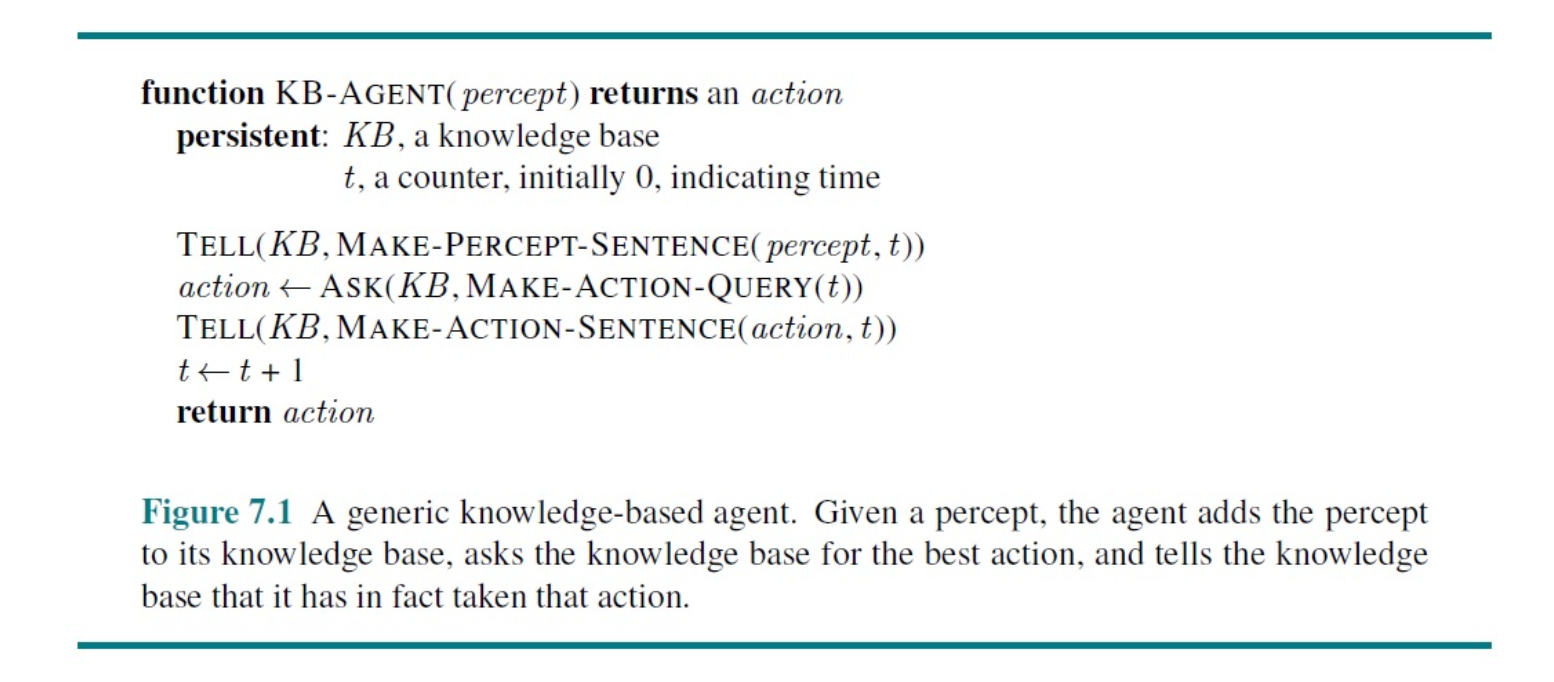 function KB-AGENT(percept) returns an action
persistent: KB, a knowledge base
t, a counter, initially 0, indicating time
TELL(KB, MAKE-PERCEPT-SENTENCE(percept, t))
action ← ASK(KB, MAKE-ACTION-QUERY(t))
TELL(KB, MAKE-ACTION-SENTENCE(action, t))
t ← t + 1
return action
Figure 7.1 A generic knowledge-based agent. Given a percept, the agent adds the percept
to its knowledge base, asks the knowledge base for the best action, and tells the knowledge
base that it has in fact taken that action.